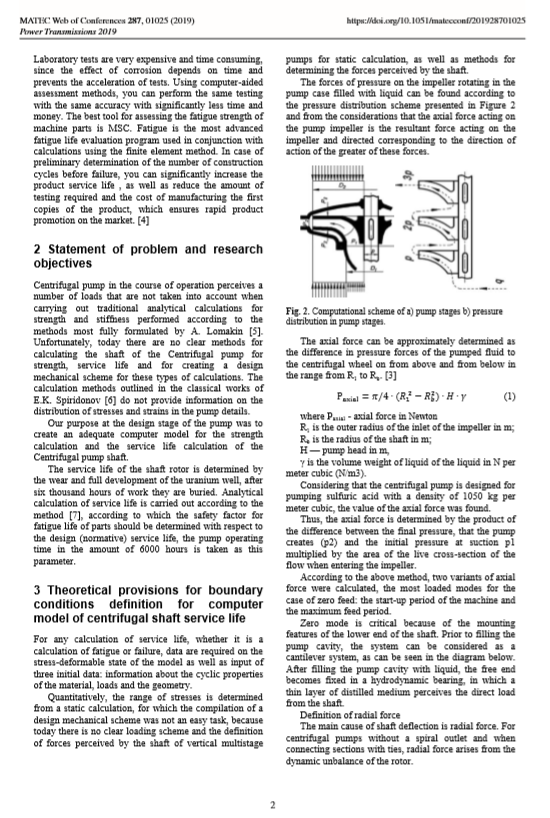 MATEC Web of Conferences 287, 01025 (2019)
https://doi.org/10.1051/matecconf/201928701025
Power Transmissions 2019
Laboratory tests are very expensive and time consuming,
since the effect of corrosion depends on time and
prevents the acceleration of tests. Using computer-aided
assessment methods, you can perform the same testing
with the same accuracy with significantly less time and
money. The best tool for assessing the fatigue strength of
machine parts is MSC. Fatigue is the most advanced
fatigue life evaluation program used in conjunction with
calculations using the finite element method. In case of
preliminary determination of the number of construction
cycles before failure, you can significantly increase the
product service life , as well as reduce the amount of
testing required and the cost of manufacturing the first
copies of the product, which ensures rapid product
promotion on the market. [4]
2 Statement of problem and research
objectives
Centrifugal pump in the course of operation perceives a
number of loads that are not taken into account when
carrying out traditional analytical calculations for
strength and stiffness performed according to the
methods most fully formulated by A. Lomakin [5].
Unfortunately, today there are no clear methods for
calculating the shaft of the Centrifugal pump for
strength, service life and for creating a design
mechanical scheme for these types of calculations. The
calculation methods outlined in the classical works of
E.K. Spiridonov [6] do not provide information on the
distribution of stresses and strains in the pump details.
Our purpose at the design stage of the pump was to
create an adequate computer model for the strength
calculation and the service life calculation of the
Centrifugal pump shaft.
The service life of the shaft rotor is determined by
the wear and full development of the uranium well, after
six thousand hours of work they are buried. Analytical
calculation of service life is carried out according to the
method [7], according to which the safety factor for
fatigue life of parts should be determined with respect to
the design (normative) service life, the pump operating
time in the amount of 6000 hours is taken as this
parameter.
3 Theoretical provisions for boundary
conditions definition for computer
model of centrifugal shaft service life
For any calculation of service life, whether it is a
calculation of fatigue or failure, data are required on the
stress-deformable state of the model as well as input of
three initial data: information about the cyclic properties
of the material, loads and the geometry.
Quantitatively, the range of stresses is determined
from a static calculation, for which the compilation of a
design mechanical scheme was not an easy task, because
today there is no clear loading scheme and the definition
of forces perceived by the shaft of vertical multistage
pumps for static calculation, as well as methods for
determining the forces perceived by the shaft.
The forces of pressure on the impeller rotating in the
pump case filled with liquid can be found according to
the pressure distribution scheme presented in Figure 2
and from the considerations that the axial force acting on
the pump impeller is the resultant force acting on the
impeller and directed corresponding to the direction of
action of the greater of these forces.
Fig. 2. Computational scheme of a) pump stages b) pressure
distribution in pump stages.
The axial force can be approximately determined as
the difference in pressure forces of the pumped fluid to
the centrifugal wheel on from above and from below in
the range from R₁ to Rв. [3]
Pₐₓᵢₐₗ = π/4 · (R₁² − Rв²) · H · γ (1)
where Pₐₓᵢₐₗ - axial force in Newton
R₁ is the outer radius of the inlet of the impeller in m;
Rв is the radius of the shaft in m;
H — pump head in m,
γ is the volume weight of liquid of the liquid in N per
meter cubic (N/m3).
Considering that the centrifugal pump is designed for
pumping sulfuric acid with a density of 1050 kg per
meter cubic, the value of the axial force was found.
Thus, the axial force is determined by the product of
the difference between the final pressure, that the pump
creates (p2) and the initial pressure at suction p1
multiplied by the area of the live cross-section of the
flow when entering the impeller.
According to the above method, two variants of axial
force were calculated, the most loaded modes for the
case of zero feed: the start-up period of the machine and
the maximum feed period.
Zero mode is critical because of the mounting
features of the lower end of the shaft. Prior to filling the
pump cavity, the system can be considered as a
cantilever system, as can be seen in the diagram below.
After filling the pump cavity with liquid, the free end
becomes fixed in a hydrodynamic bearing, in which a
thin layer of distilled medium perceives the direct load
from the shaft.
Definition of radial force
The main cause of shaft deflection is radial force. For
centrifugal pumps without a spiral outlet and when
connecting sections with ties, radial force arises from the
dynamic unbalance of the rotor.
2